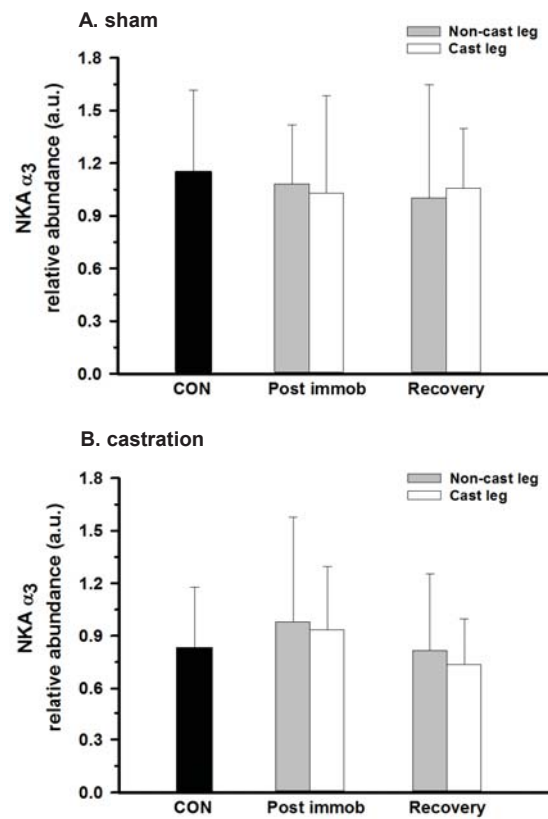 A. sham
Non-cast leg
Cast leg
1.8
1.5
1.2
0.9
0.6
0.3
0.0
NKA α3
relative abundance (a.u.)
CON Post immob Recovery
B. castration
Non-cast leg
Cast leg
1.8
1.5
1.2
0.9
0.6
0.3
0.0
NKA α3
relative abundance (a.u.)
CON Post immob Recovery